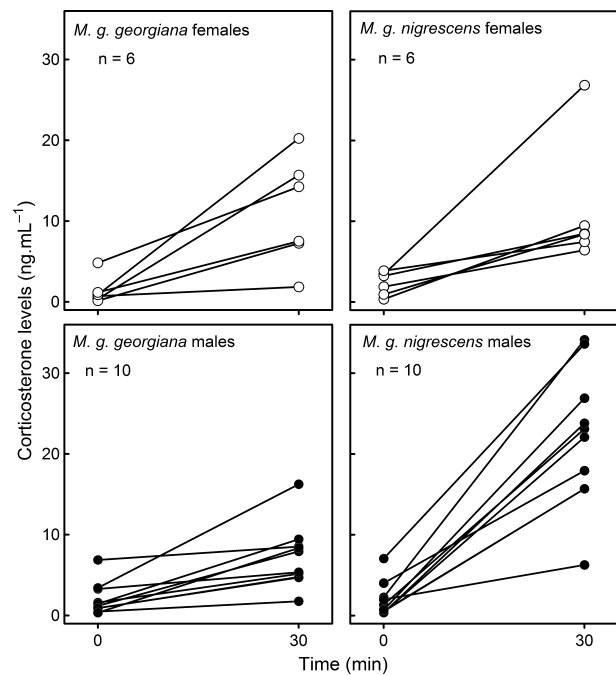 M. g. georgiana females
n = 6
M. g. nigrescens females
n = 6
30
20
10
0
M. g. georgiana males
n = 10
M. g. nigrescens males
n = 10
30
20
10
0
Corticosterone levels (ng.mL⁻¹)
0 30 0 30
Time (min)